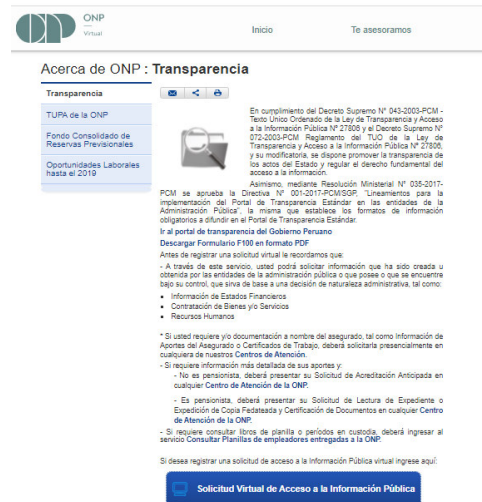 ONP
Virtual
Inicio
Te asesoramos
Acerca de ONP : Transparencia
Transparencia
TUPA de la ONP
Fondo Consolidado de
Reservas Previsionales
Oportunidades Laborales
hasta el 2019
En cumplimiento del Decreto Supremo N° 043-2003-PCM -
Texto Único Ordenado de la Ley de Transparencia y Acceso
a la Información Pública N° 27806 y el Decreto Supremo N°
072-2003-PCM Reglamento del TUO de la Ley de
Transparencia y Acceso a la Información Pública N° 27806,
y su modificatoria, se dispone promover la transparencia de
los actos del Estado y regular el derecho fundamental del
acceso a la información.
Asimismo, mediante Resolución Ministerial N° 035-2017-
PCM se aprueba la Directiva N° 001-2017-PCM/SGP, "Lineamientos para la
implementación del Portal de Transparencia Estándar en las entidades de la
Administración Pública", la misma que establece los formatos de información
obligatorios a difundir en el Portal de Transparencia Estándar.
Ir al portal de transparencia del Gobierno Peruano
Descargar Formulario F100 en formato PDF
Antes de registrar una solicitud virtual le recordamos que:
- A través de este servicio, usted podrá solicitar información que ha sido creada u
obtenida por las entidades de la administración pública o que posee o que se encuentre
bajo su control, que sirva de base a una decisión de naturaleza administrativa, tal como:
• Información de Estados Financieros
• Contratación de Bienes y/o Servicios
• Recursos Humanos
* Si usted requiere y/o documentación a nombre del asegurado, tal como Información de
Aportes del Asegurado o Certificados de Trabajo, deberá solicitarla presencialmente en
cualquiera de nuestros Centros de Atención.
- Si requiere información más detallada de sus aportes y:
- No es pensionista, deberá presentar su Solicitud de Acreditación Anticipada en
cualquier Centro de Atención de la ONP.
- Es pensionista, deberá presentar su Solicitud de Lectura de Expediente o
Expedición de Copia Fedateada y Certificación de Documentos en cualquier Centro
de Atención de la ONP.
- Si requiere consultar libros de planilla o períodos en custodia, deberá ingresar al
servicio Consultar Planillas de empleadores entregadas a la ONP.
Si desea registrar una solicitud de acceso a la Información Pública virtual ingrese aquí:
Solicitud Virtual de Acceso a la Información Pública